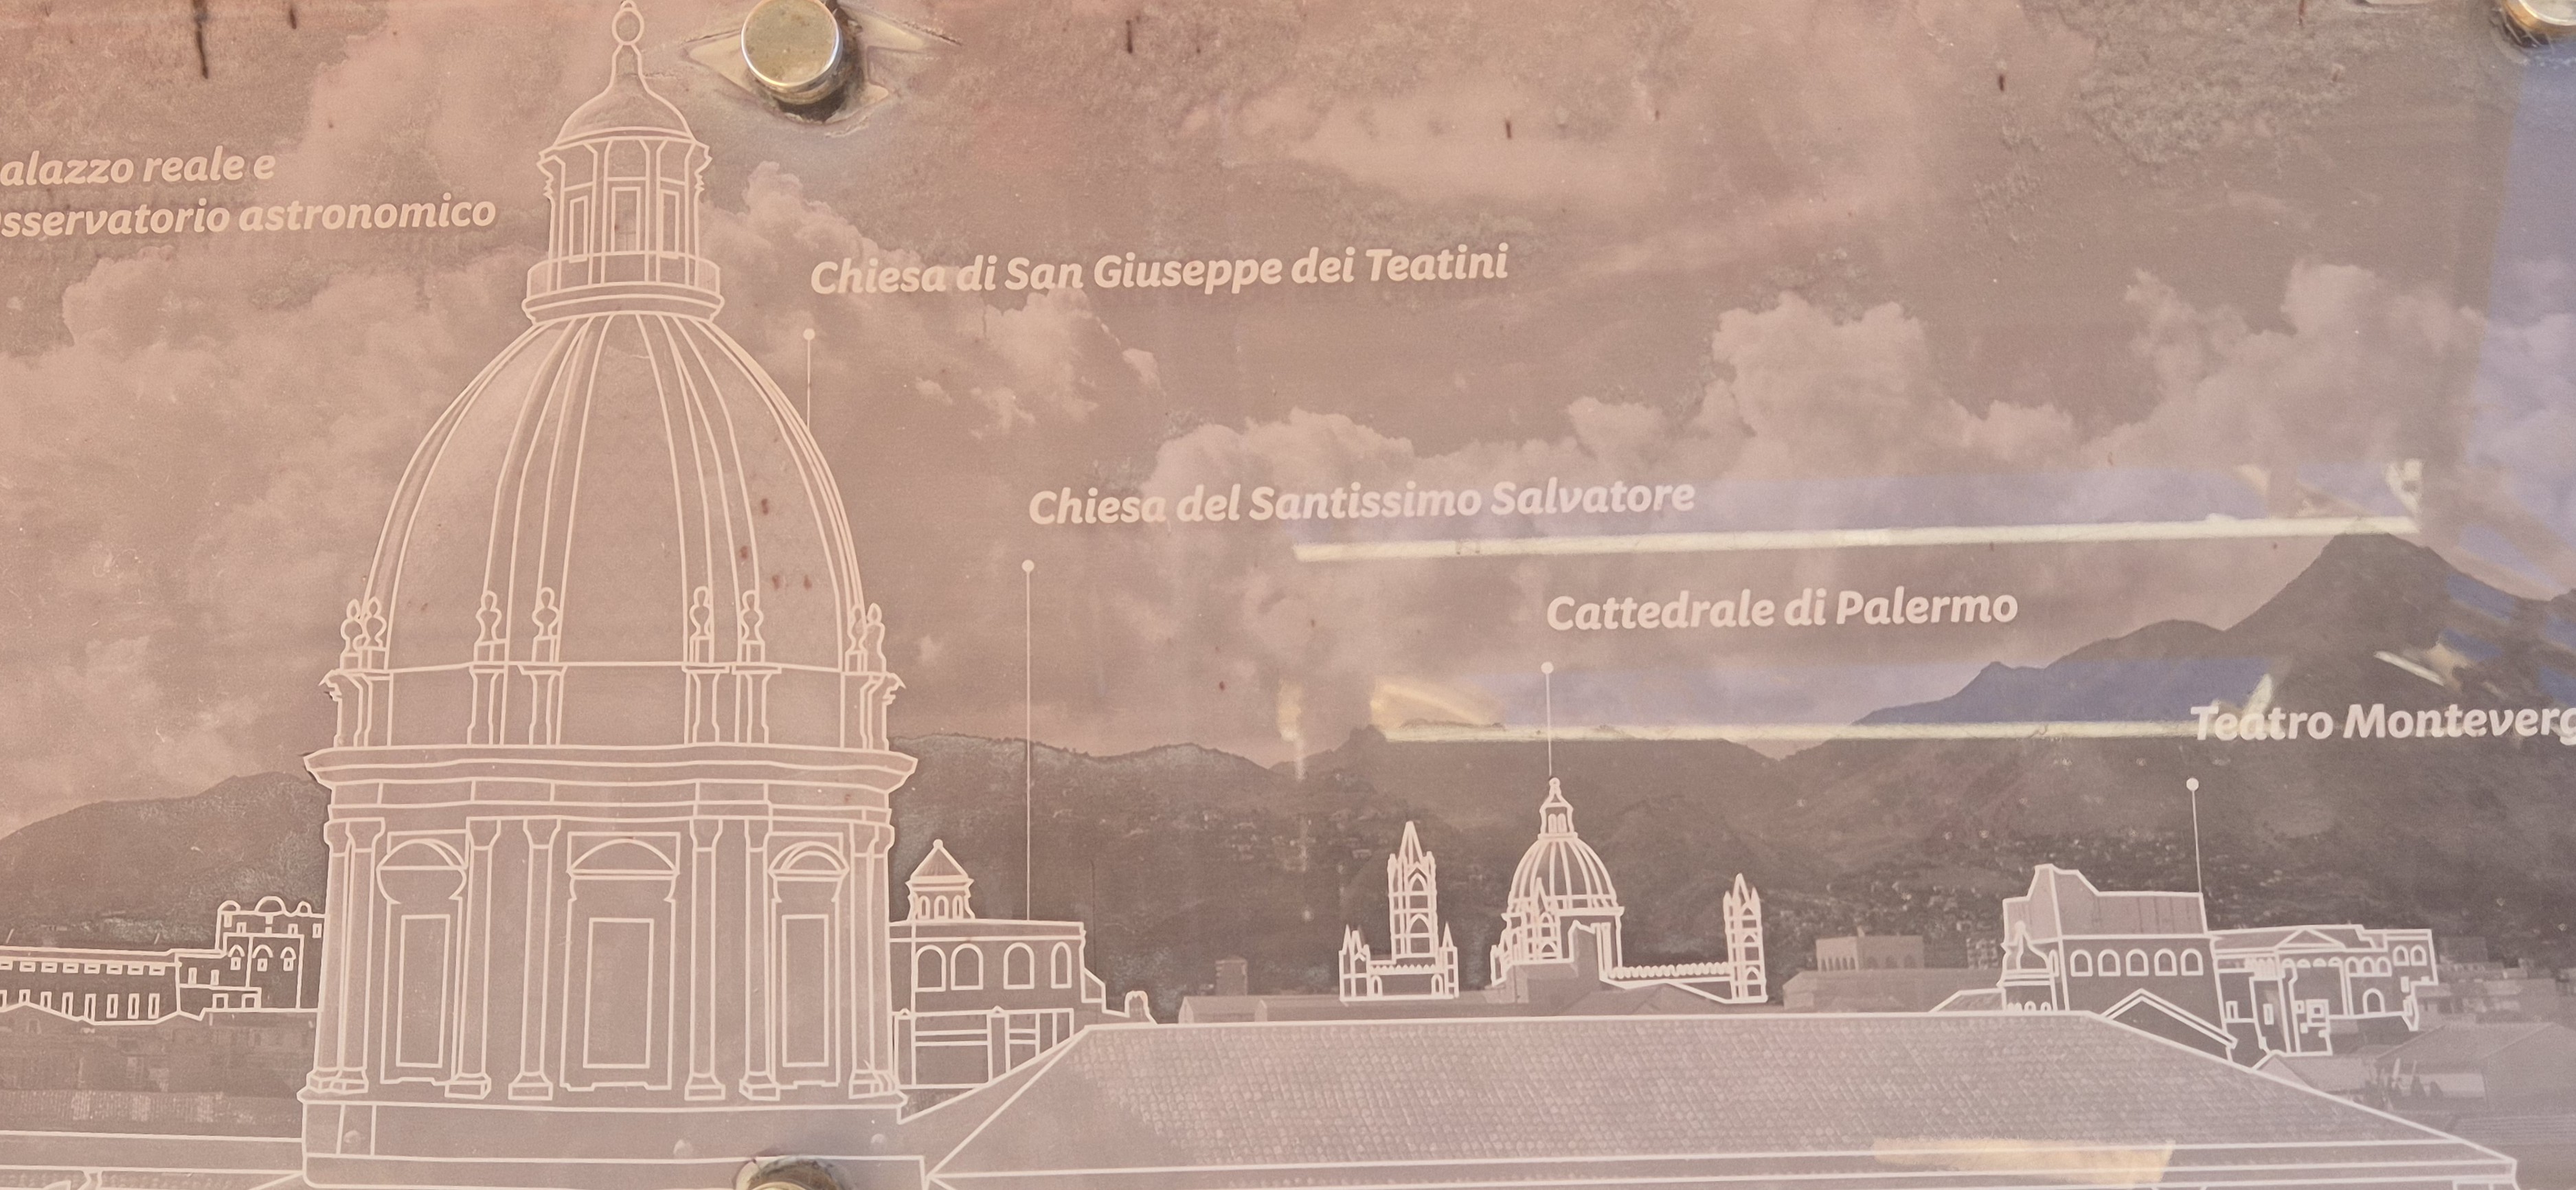 alazzo reale e
sservatorio astronomico
Chiesa di San Giuseppe dei Teatini
Chiesa del Santissimo Salvatore
Cattedrale di Palermo
Teatro Monteverg